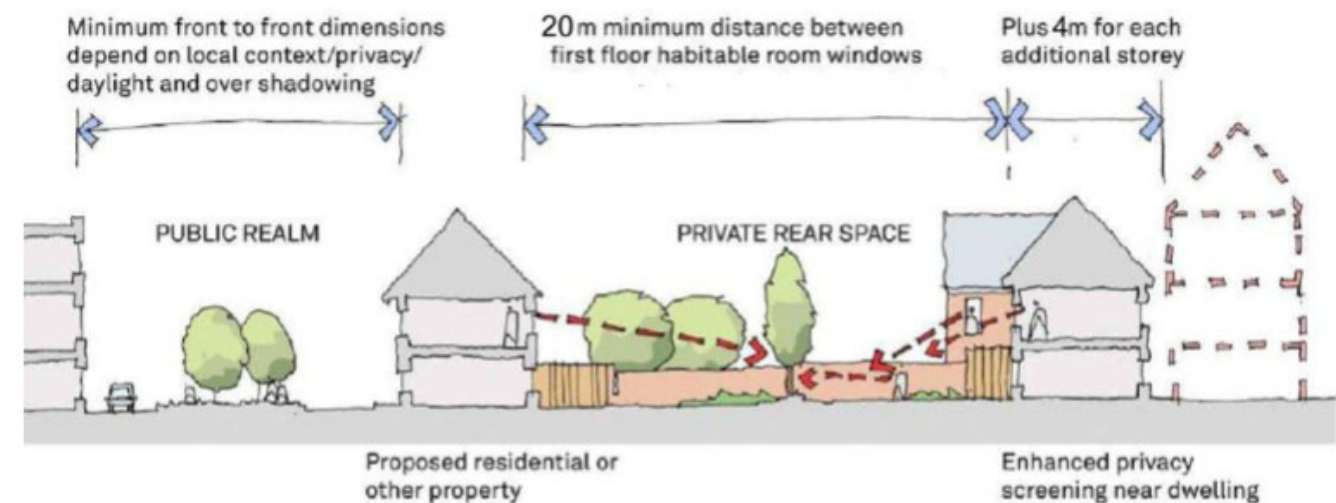 Minimum front to front dimensions
depend on local context/privacy/
daylight and over shadowing
20m minimum distance between
first floor habitable room windows
Plus 4m for each
additional storey
PUBLIC REALM
PRIVATE REAR SPACE
Proposed residential or
other property
Enhanced privacy
screening near dwelling